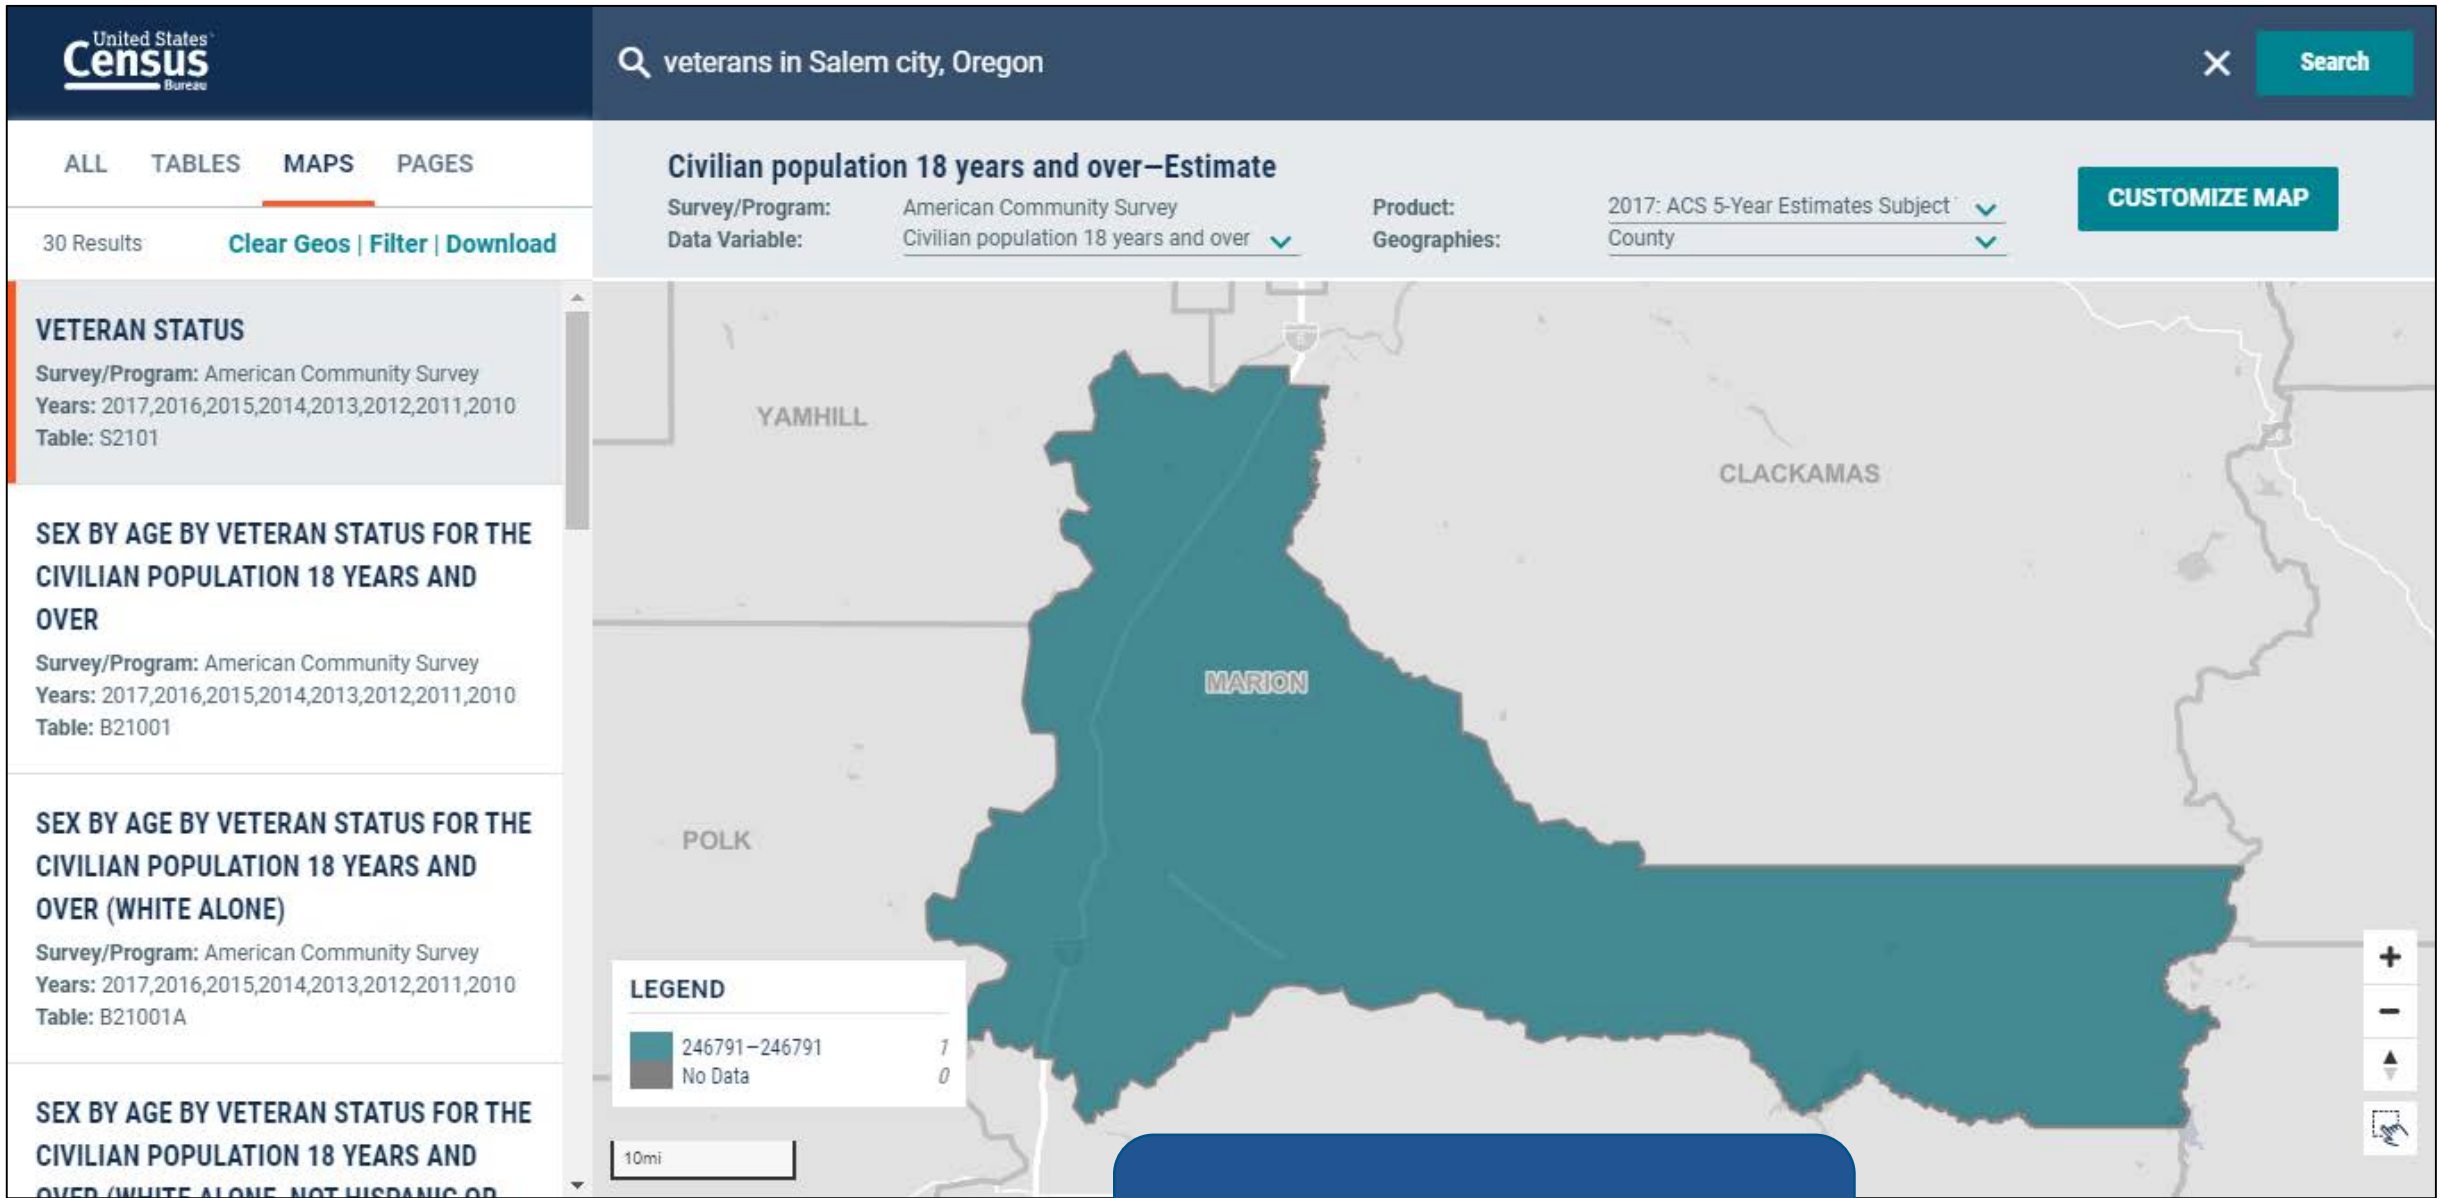 United States
Census
Bureau
veterans in Salem city, Oregon
Search
ALL TABLES MAPS PAGES
30 Results Clear Geos | Filter | Download
VETERAN STATUS
Survey/Program: American Community Survey
Years: 2017,2016,2015,2014,2013,2012,2011,2010
Table: S2101
SEX BY AGE BY VETERAN STATUS FOR THE
CIVILIAN POPULATION 18 YEARS AND
OVER
Survey/Program: American Community Survey
Years: 2017,2016,2015,2014,2013,2012,2011,2010
Table: B21001
SEX BY AGE BY VETERAN STATUS FOR THE
CIVILIAN POPULATION 18 YEARS AND
OVER (WHITE ALONE)
Survey/Program: American Community Survey
Years: 2017,2016,2015,2014,2013,2012,2011,2010
Table: B21001A
SEX BY AGE BY VETERAN STATUS FOR THE
CIVILIAN POPULATION 18 YEARS AND
OVER (WHITE ALONE, NOT HISPANIC OR
Civilian population 18 years and over—Estimate
Survey/Program: American Community Survey Product: 2017: ACS 5-Year Estimates Subject
Data Variable: Civilian population 18 years and over Geographies: County
CUSTOMIZE MAP
YAMHILL
CLACKAMAS
MARION
POLK
LEGEND
246791—246791 1
No Data 0
10mi